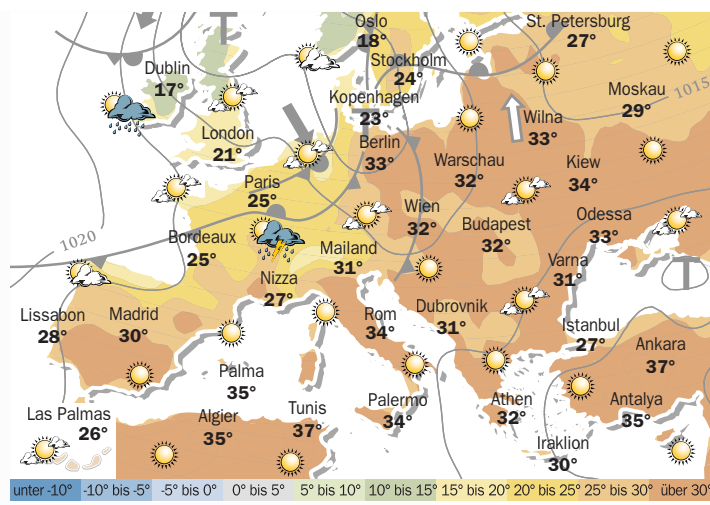 Oslo
18°
St. Petersburg
27°
Stockholm
24°
Dublin
17°
Kopenhagen
23°
Moskau
29°
1015
London
21°
Berlin
33°
Wilna
33°
Warschau
32°
Kiew
34°
Paris
25°
Wien
32°
Budapest
32°
Odessa
33°
1020
Bordeaux
25°
Mailand
31°
Varna
31°
T
T
Nizza
27°
Lissabon
28°
Madrid
30°
Rom
34°
Dubrovnik
31°
Istanbul
27°
Ankara
37°
Palma
35°
Las Palmas
26°
Algier
35°
Tunis
37°
Palermo
34°
Athen
32°
Antalya
35°
Iraklion
30°
unter -10° -10° bis -5° -5° bis 0° 0° bis 5° 5° bis 10° 10° bis 15° 15° bis 20° 20° bis 25° 25° bis 30° über 30°